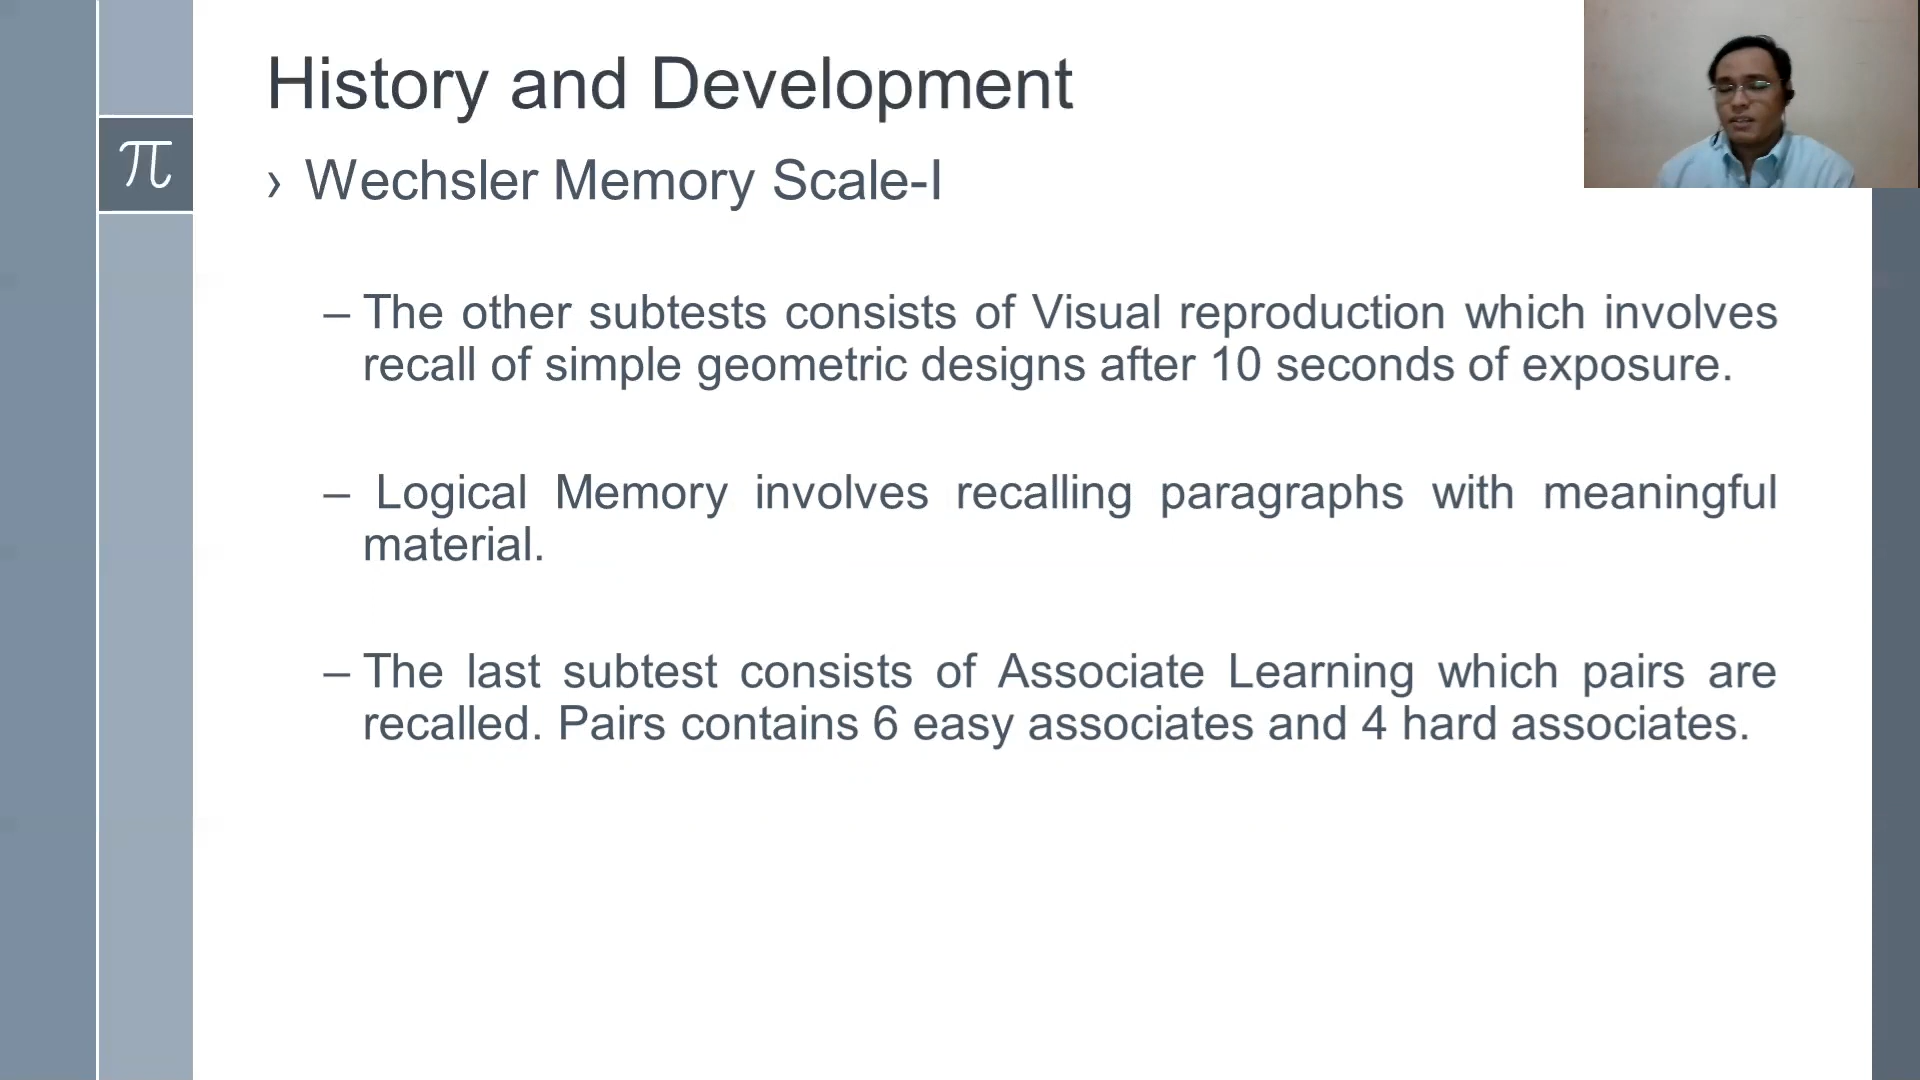 History and Development
π
› Wechsler Memory Scale-I
– The other subtests consists of Visual reproduction which involves
recall of simple geometric designs after 10 seconds of exposure.
– Logical Memory involves recalling paragraphs with meaningful
material.
– The last subtest consists of Associate Learning which pairs are
recalled. Pairs contains 6 easy associates and 4 hard associates.